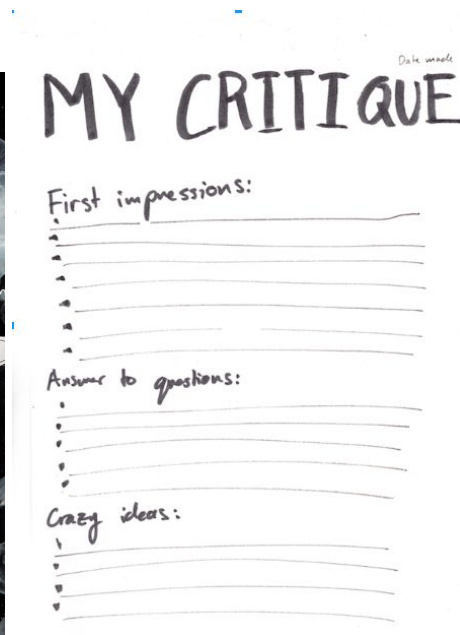 Date made
MY CRITIQUE
First impressions:
Answer to questions:
Crazy ideas: